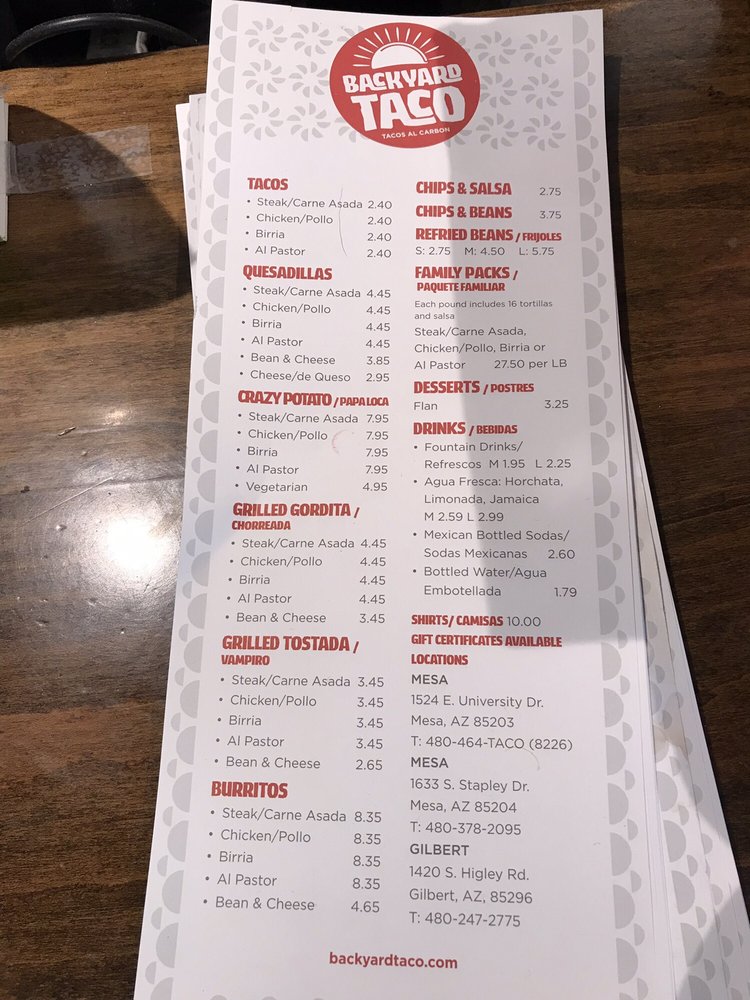 BACKYARD
TACO
TACOS AL CARBON
TACOS
• Steak/Carne Asada 2.40
• Chicken/Pollo 2.40
• Birria 2.40
• Al Pastor 2.40
QUESADILLAS
• Steak/Carne Asada 4.45
• Chicken/Pollo 4.45
• Birria 4.45
• Al Pastor 4.45
• Bean & Cheese 3.85
• Cheese/de Queso 2.95
CRAZY POTATO / PAPA LOCA
• Steak/Carne Asada 7.95
• Chicken/Pollo 7.95
• Birria 7.95
• Al Pastor 7.95
• Vegetarian 4.95
GRILLED GORDITA /
CHORREADA
• Steak/Carne Asada 4.45
• Chicken/Pollo 4.45
• Birria 4.45
• Al Pastor 4.45
• Bean & Cheese 3.45
GRILLED TOSTADA /
VAMPIRO
• Steak/Carne Asada 3.45
• Chicken/Pollo 3.45
• Birria 3.45
• Al Pastor 3.45
• Bean & Cheese 2.65
BURRITOS
• Steak/Carne Asada 8.35
• Chicken/Pollo 8.35
• Birria 8.35
• Al Pastor 8.35
• Bean & Cheese 4.65
CHIPS & SALSA 2.75
CHIPS & BEANS 3.75
REFRIED BEANS / FRIJOLES
S: 2.75 M: 4.50 L: 5.75
FAMILY PACKS /
PAQUETE FAMILIAR
Each pound includes 16 tortillas
and salsa
Steak/Carne Asada,
Chicken/Pollo, Birria or
Al Pastor 27.50 per LB
DESSERTS / POSTRES
Flan 3.25
DRINKS / BEBIDAS
• Fountain Drinks/
Refrescos M 1.95 L 2.25
• Agua Fresca: Horchata,
Limonada, Jamaica
M 2.59 L 2.99
• Mexican Bottled Sodas/
Sodas Mexicanas 2.60
• Bottled Water/Agua
Embotellada 1.79
SHIRTS/ CAMISAS 10.00
GIFT CERTIFICATES AVAILABLE
LOCATIONS
MESA
1524 E. University Dr.
Mesa, AZ 85203
T: 480-464-TACO (8226)
MESA
1633 S. Stapley Dr.
Mesa, AZ 85204
T: 480-378-2095
GILBERT
1420 S. Higley Rd.
Gilbert, AZ, 85296
T: 480-247-2775
backyardtaco.com